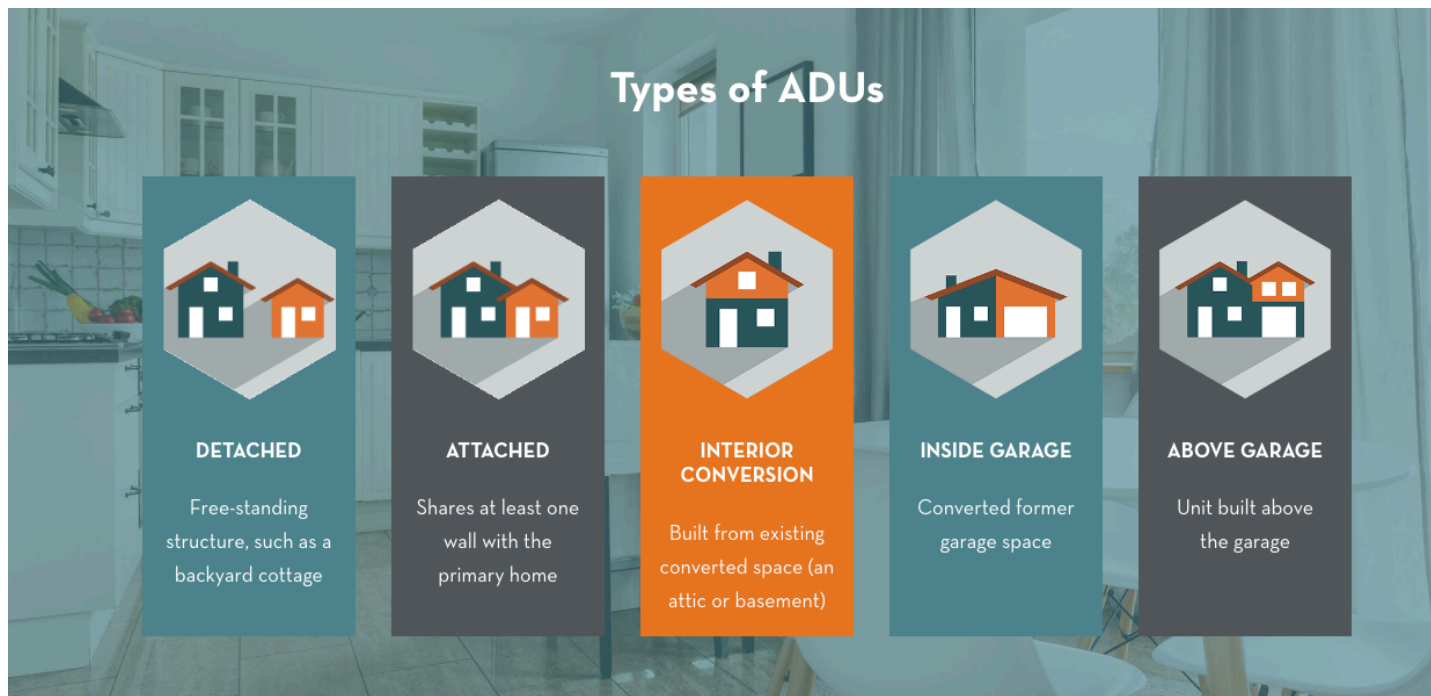 Types of ADUs
DETACHED
Free-standing
structure, such as a
backyard cottage
ATTACHED
Shares at least one
wall with the
primary home
INTERIOR
CONVERSION
Built from existing
converted space (an
attic or basement)
INSIDE GARAGE
Converted former
garage space
ABOVE GARAGE
Unit built above
the garage